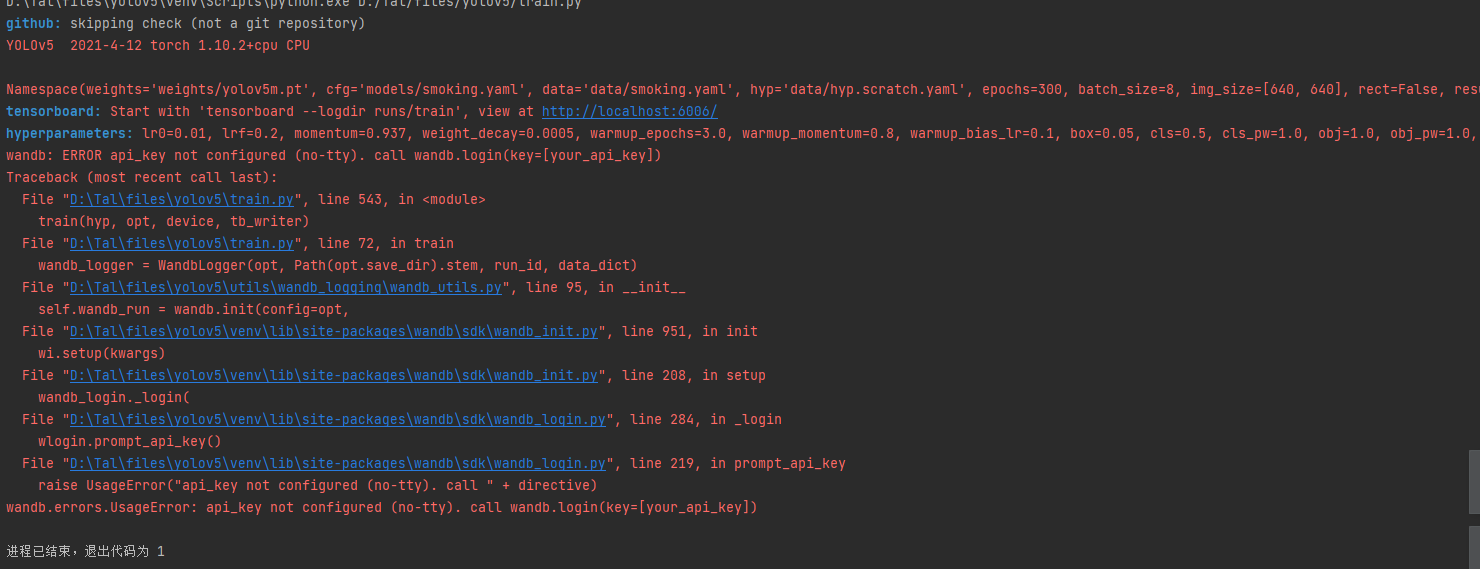 D:\Tal\files\yolov5\venv\Scripts\python.exe D:/Tal/files/yolov5/train.py
github: skipping check (not a git repository)
YOLOv5  2021-4-12 torch 1.10.2+cpu CPU
Namespace(weights='weights/yolov5m.pt', cfg='models/smoking.yaml', data='data/smoking.yaml', hyp='data/hyp.scratch.yaml', epochs=300, batch_size=8, img_size=[640, 640], rect=False, resu
tensorboard: Start with 'tensorboard --logdir runs/train', view at http://localhost:6006/
hyperparameters: lr0=0.01, lrf=0.2, momentum=0.937, weight_decay=0.0005, warmup_epochs=3.0, warmup_momentum=0.8, warmup_bias_lr=0.1, box=0.05, cls=0.5, cls_pw=1.0, obj=1.0, obj_pw=1.0,
wandb: ERROR api_key not configured (no-tty). call wandb.login(key=[your_api_key])
Traceback (most recent call last):
  File "D:\Tal\files\yolov5\train.py", line 543, in <module>
    train(hyp, opt, device, tb_writer)
  File "D:\Tal\files\yolov5\train.py", line 72, in train
    wandb_logger = WandbLogger(opt, Path(opt.save_dir).stem, run_id, data_dict)
  File "D:\Tal\files\yolov5\utils\wandb_logging\wandb_utils.py", line 95, in __init__
    self.wandb_run = wandb.init(config=opt,
  File "D:\Tal\files\yolov5\venv\lib\site-packages\wandb\sdk\wandb_init.py", line 951, in init
    wi.setup(kwargs)
  File "D:\Tal\files\yolov5\venv\lib\site-packages\wandb\sdk\wandb_init.py", line 208, in setup
    wandb_login._login(
  File "D:\Tal\files\yolov5\venv\lib\site-packages\wandb\sdk\wandb_login.py", line 284, in _login
    wlogin.prompt_api_key()
  File "D:\Tal\files\yolov5\venv\lib\site-packages\wandb\sdk\wandb_login.py", line 219, in prompt_api_key
    raise UsageError("api_key not configured (no-tty). call " + directive)
wandb.errors.UsageError: api_key not configured (no-tty). call wandb.login(key=[your_api_key])
进程已结束，退出代码为 1